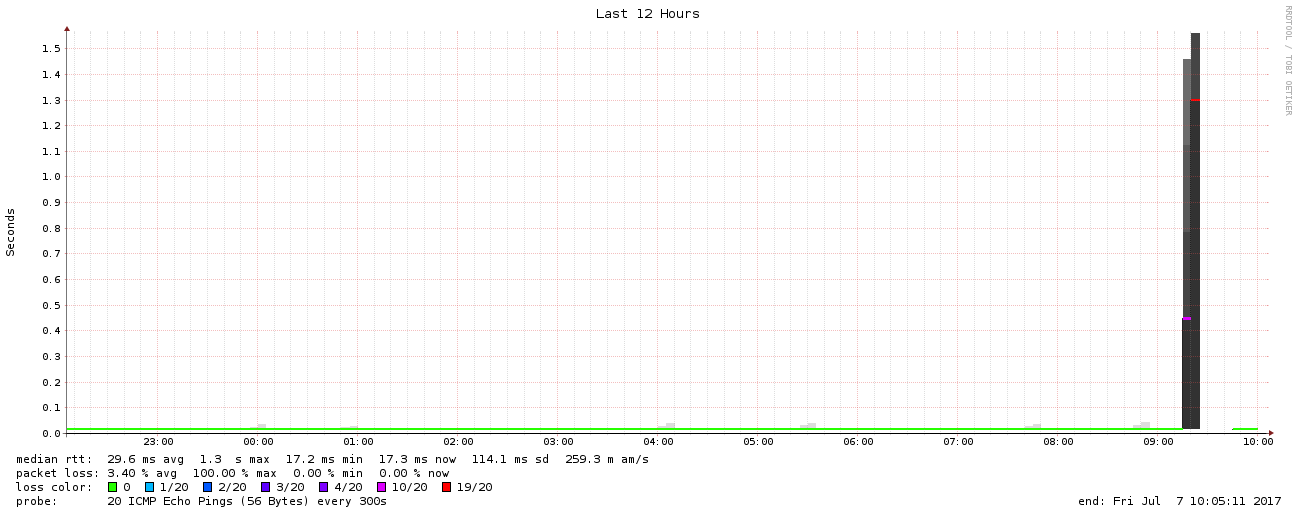 Last 12 Hours
RRDTOOL / TOBI OETIKER
Seconds
1.5
1.4
1.3
1.2
1.1
1.0
0.9
0.8
0.7
0.6
0.5
0.4
0.3
0.2
0.1
0.0
23:00 00:00 01:00 02:00 03:00 04:00 05:00 06:00 07:00 08:00 09:00 10:00
median rtt: 29.6 ms avg 1.3 s max 17.2 ms min 17.3 ms now 114.1 ms sd 259.3 m am/s
packet loss: 3.40 % avg 100.00 % max 0.00 % min 0.00 % now
loss color: 0 1/20 2/20 3/20 4/20 10/20 19/20
probe: 20 ICMP Echo Pings (56 Bytes) every 300s end: Fri Jul 7 10:05:11 2017